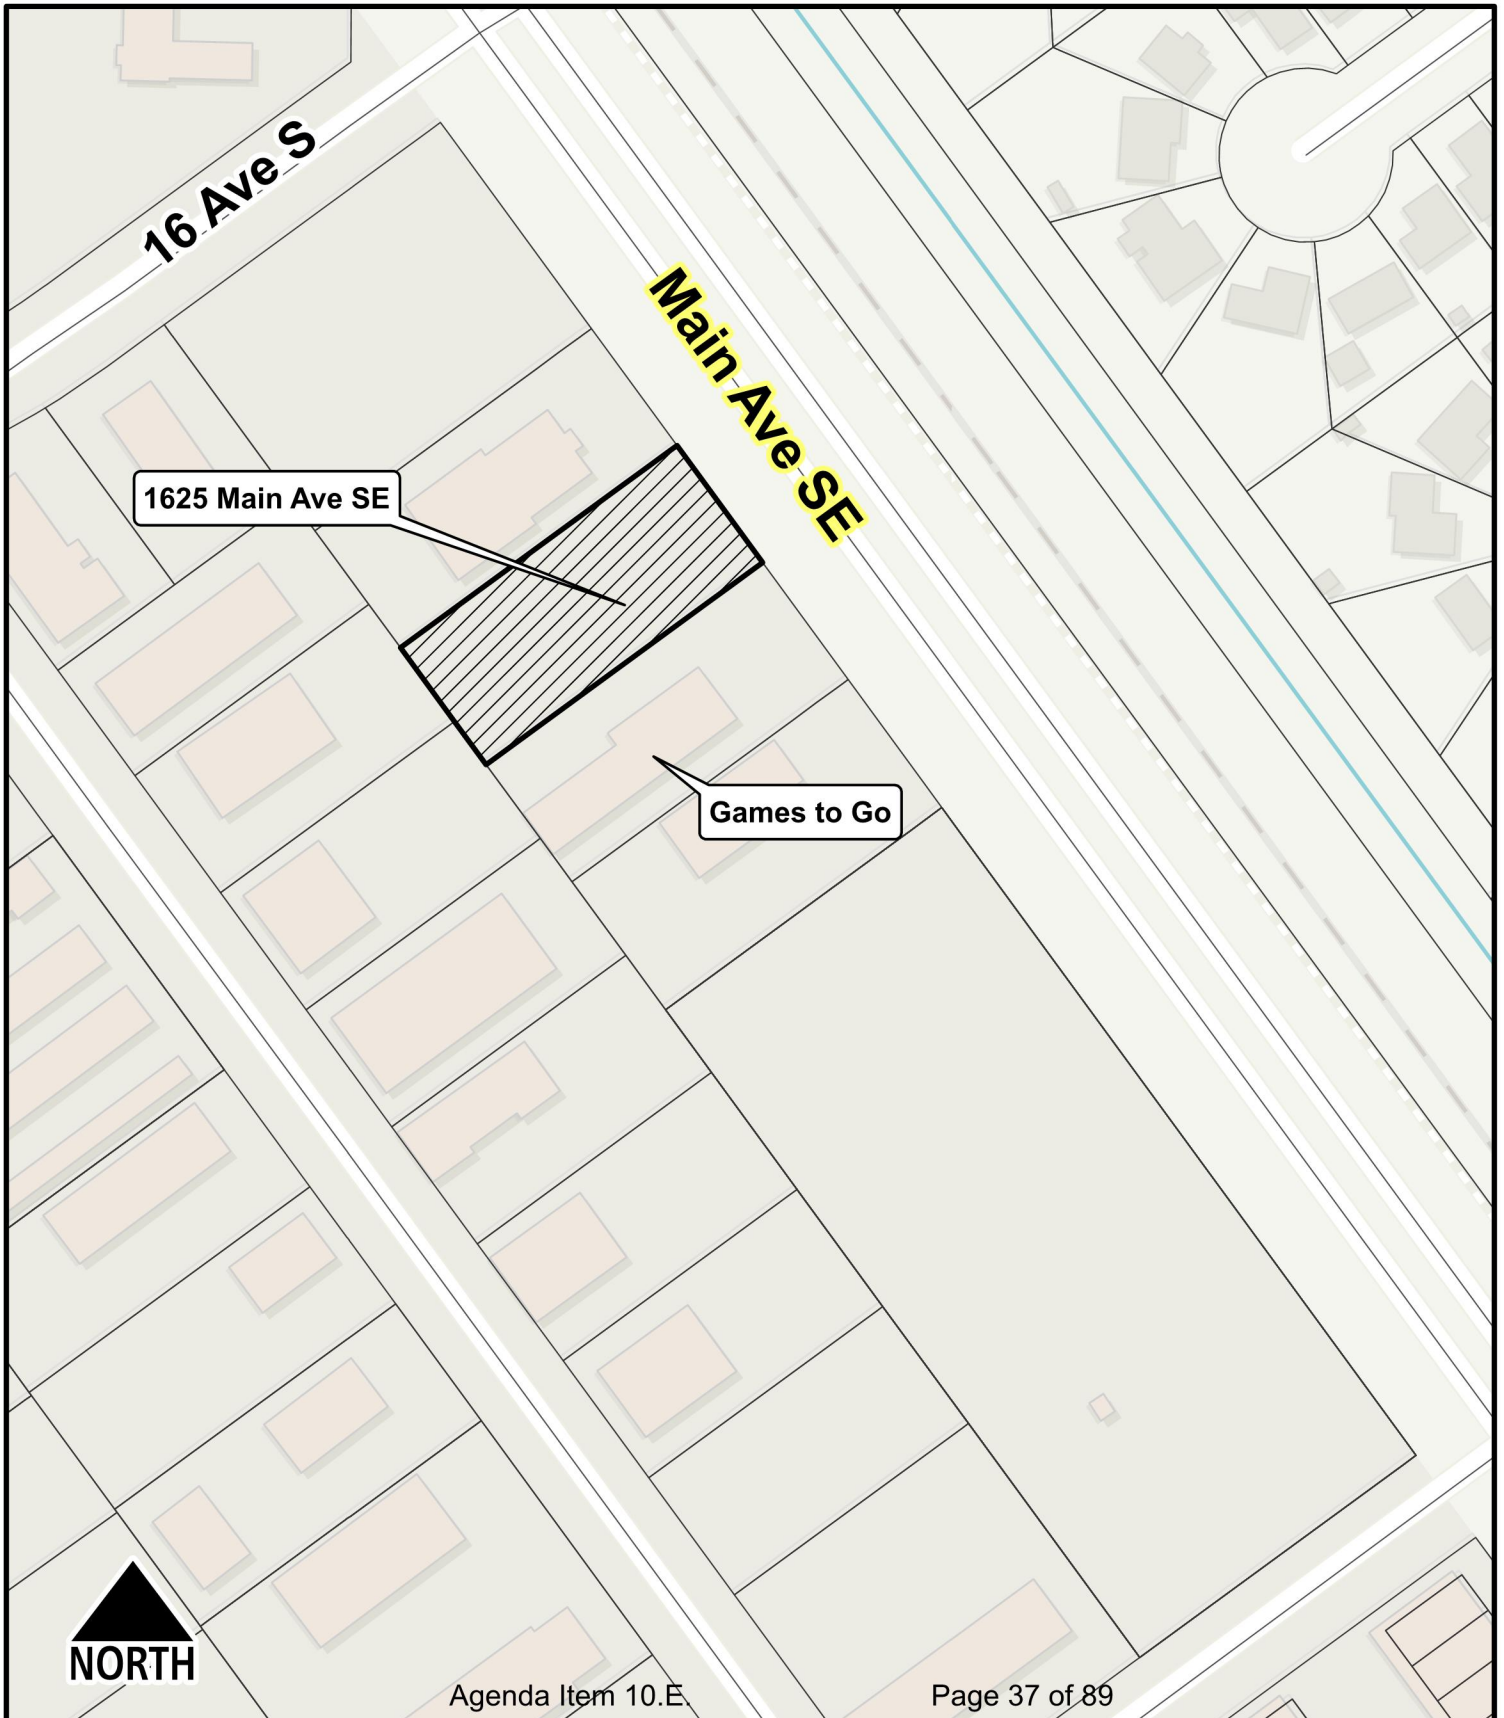 16 Ave S
Main Ave SE
1625 Main Ave SE
Games to Go
NORTH
Agenda Item 10.E.
Page 37 of 89